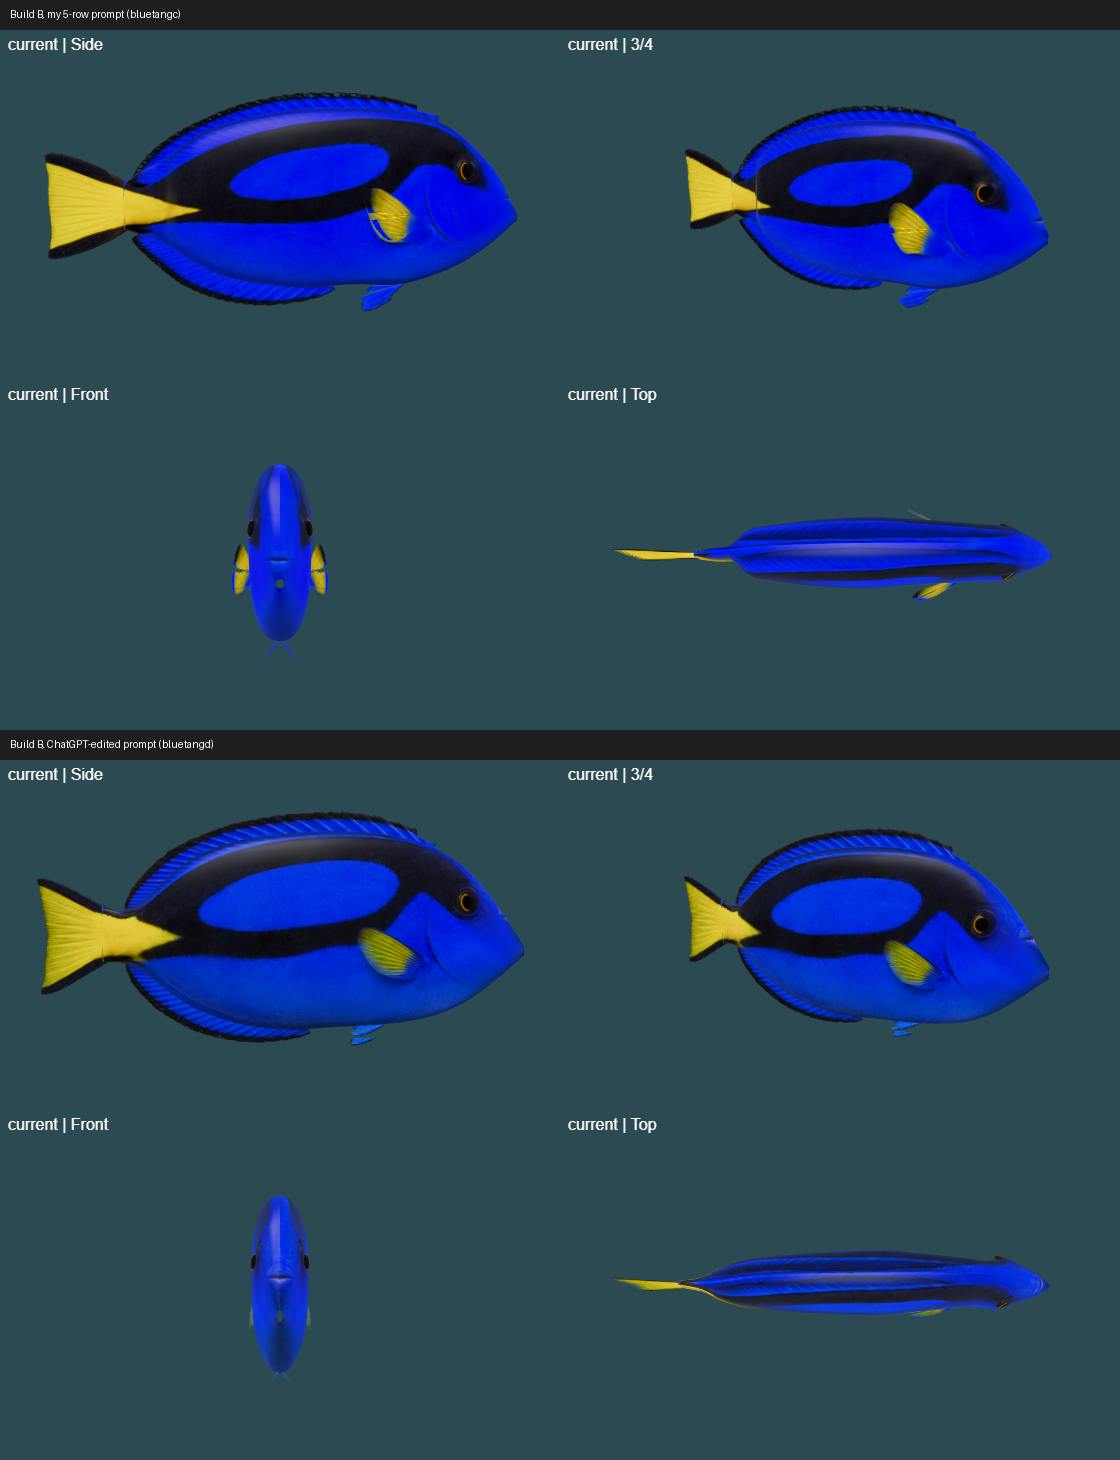 Build B, my 5-row prompt (bluetangc)
current | Side
current | 3/4
current | Front
current | Top
Build B, ChatGPT-edited prompt (bluetangd)
current | Side
current | 3/4
current | Front
current | Top